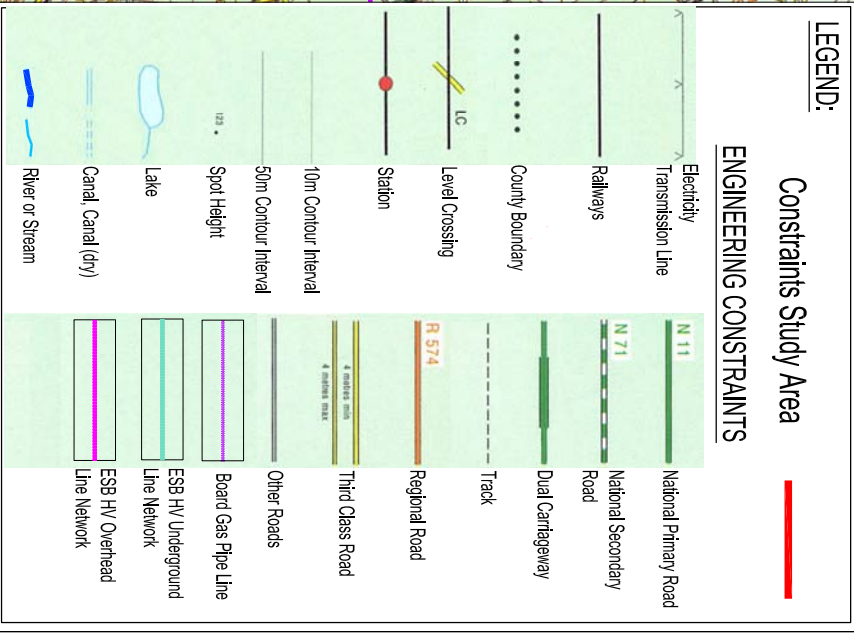 LEGEND:
Constraints Study Area
ENGINEERING CONSTRAINTS
Electricity
Transmission Line
Railways
County Boundary
LC
Level Crossing
Station
10m Contour Interval
50m Contour Interval
123
Spot Height
Lake
Canal, Canal (dry)
River or Stream
N 11
National Primary Road
N 71
National Secondary
Road
Dual Carriageway
Track
R 574
Regional Road
4 metres min
4 metres max
Third Class Road
Other Roads
Board Gas Pipe Line
ESB HV Underground
Line Network
ESB HV Overhead
Line Network